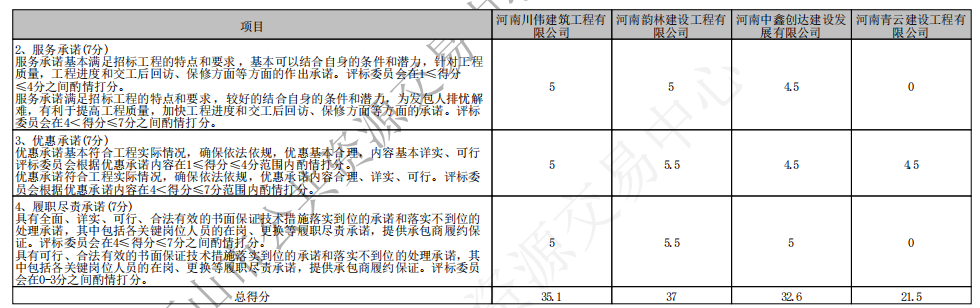 项目
河南川伟建筑工程有限公司
河南韵林建设工程有限公司
河南中鑫创达建设发展有限公司
河南青云建设工程有限公司
2、服务承诺(7分)
服务承诺基本满足招标工程的特点和要求，基本可以结合自身的条件和潜力，针对工程
质量，工程进度和交工后回访、保修方面等方面的作出承诺。评标委员会在1≤得分
≤4分之间酌情打分。
服务承诺满足招标工程的特点和要求，较好的结合自身的条件和潜力，为发包人排忧解
难，有利于提高工程质量，加快工程进度和交工后回访、保修方面等方面的承诺。评标
委员会在4＜得分≤7分之间酌情打分。
5 5 4.5 0
3、优惠承诺(7分)
优惠承诺基本符合工程实际情况，确保依法依规，优惠基本合理、内容基本详实、可行
评标委员会根据优惠承诺内容在1≤得分≤4分范围内酌情打分。
优惠承诺符合工程实际情况，确保依法依规，优惠承诺内容合理、详实、可行。评标委
员会根据优惠承诺内容在4＜得分≤7分范围内酌情打分。
5 5.5 4.5 4.5
4、履职尽责承诺(7分)
具有全面、详实、可行、合法有效的书面保证技术措施落实到位的承诺和落实不到位的
处理承诺，其中包括各关键岗位人员的在岗、更换等履职尽责承诺，提供承包商履约保
证。评标委员会在4≤得分≤7分之间酌情打分。
具有可行、合法有效的书面保证技术措施落实到位的承诺和落实不到位的处理承诺，其
中包括各关键岗位人员的在岗、更换等履职尽责承诺，提供承包商履约保证。评标委员
会在0-3分之间酌情打分。
5 5.5 5 0
总得分 35.1 37 32.6 21.5
公共资源交易
资源交易中心